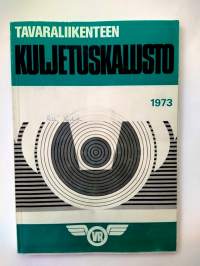 TAVARALIIKENTEEN
KULJETUSKALUSTO
1973
VR